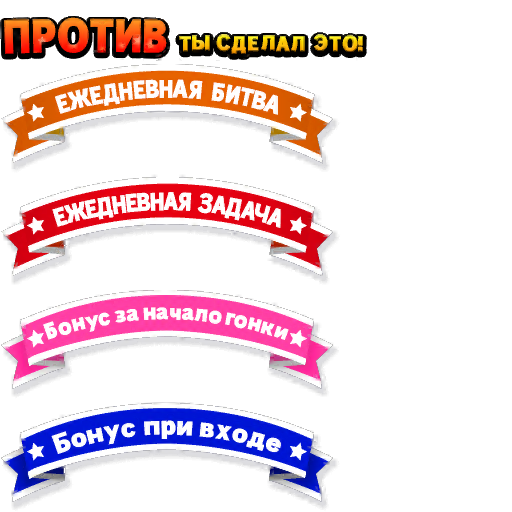 ПРОТИВ ТЫ СДЕЛАЛ ЭТО!
ЕЖЕДНЕВНАЯ БИТВА
ЕЖЕДНЕВНАЯ ЗАДАЧА
Бонус за начало гонки
Бонус при входе